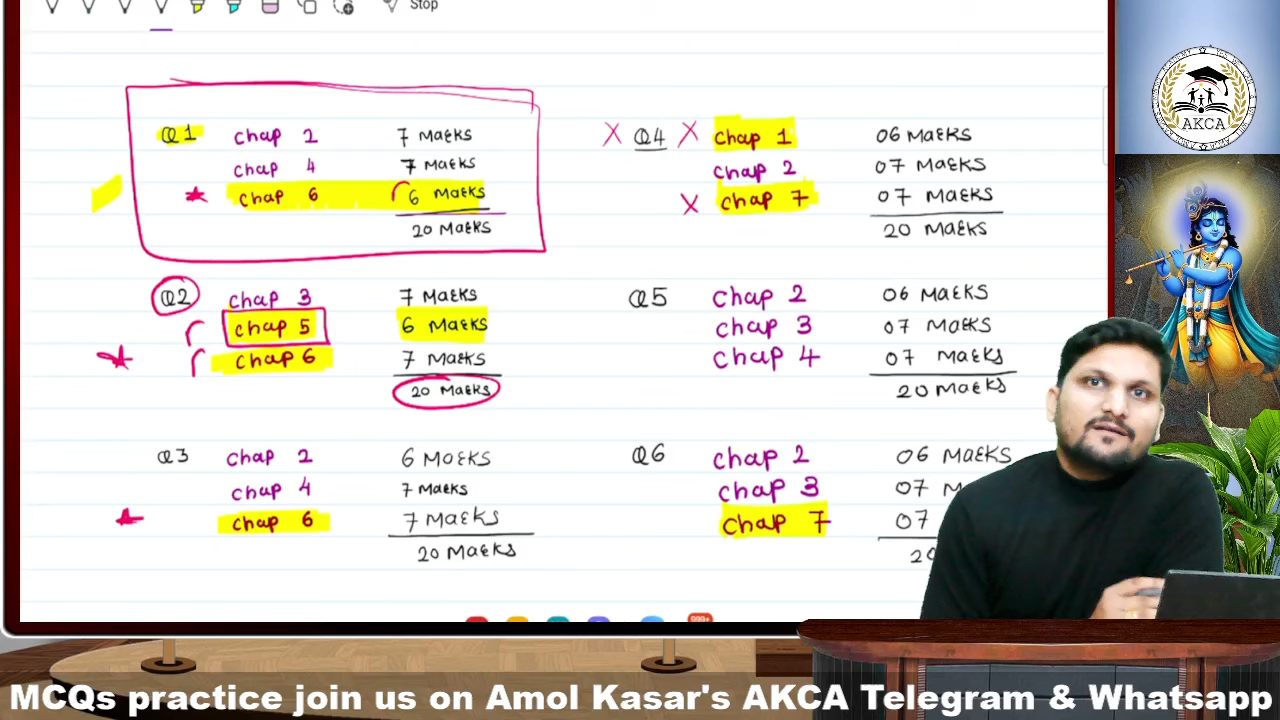 Stop
AKCA
Q1 Chap 2 7 Marks
Chap 4 7 Marks
Chap 6 6 Marks
20 Marks
Q2 Chap 3 7 Marks
Chap 5 6 Marks
Chap 6 7 Marks
20 Marks
Q3 Chap 2 6 Marks
Chap 4 7 Marks
Chap 6 7 Marks
20 Marks
X Q4 X Chap 1 06 Marks
Chap 2 07 Marks
X Chap 7 07 Marks
20 Marks
Q5 Chap 2 06 Marks
Chap 3 07 Marks
Chap 4 07 Marks
20 Marks
Q6 Chap 2 06 Marks
Chap 3 07 M
Chap 7 07
20
999+
MCQs practice join us on Amol Kasar's AKCA Telegram & Whatsapp